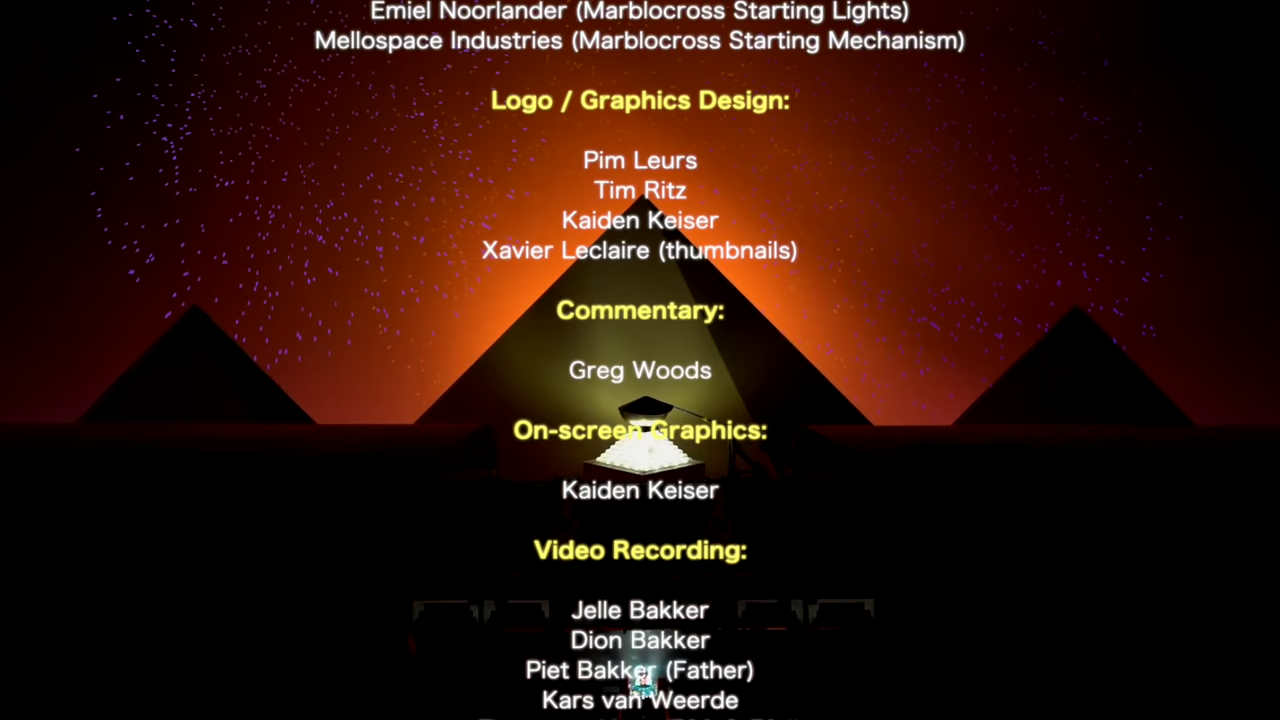 Emiel Noorlander (Marblocross Starting Lights)
Mellospace Industries (Marblocross Starting Mechanism)
Logo / Graphics Design:
Pim Leurs
Tim Ritz
Kaiden Keiser
Xavier Leclaire (thumbnails)
Commentary:
Greg Woods
On-screen Graphics:
Kaiden Keiser
Video Recording:
Jelle Bakker
Dion Bakker
Piet Bakker (Father)
Kars van Weerde